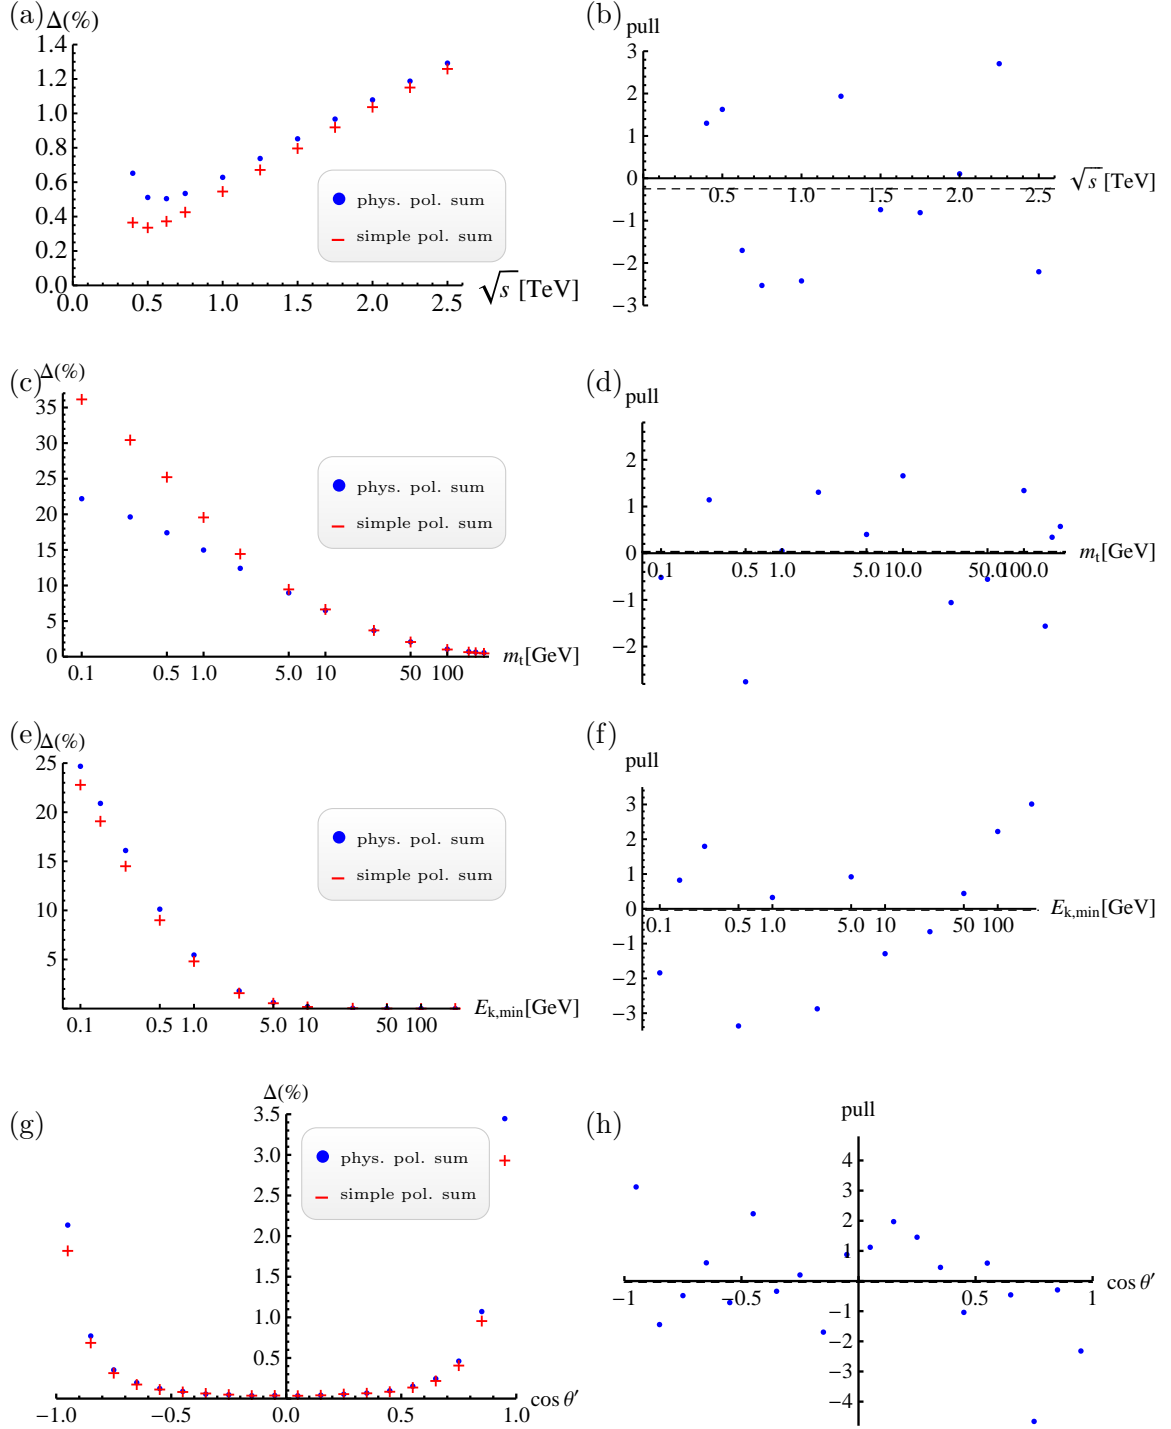 (a)
Δ(%)
1.4
1.2
1.0
0.8
0.6
0.4
0.2
0.0
0.0 0.5 1.0 1.5 2.0 2.5
√s [TeV]
phys. pol. sum
simple pol. sum
(b)
pull
3
2
1
0
−1
−2
−3
0.5 1.0 1.5 2.0 2.5
√s [TeV]
(c)
Δ(%)
35
30
25
20
15
10
5
0
0.1 0.5 1.0 5.0 10 50 100
mt[GeV]
phys. pol. sum
simple pol. sum
(d)
pull
2
1
0
−1
−2
0.1 0.5 1.0 5.0 10.0 50.0 100.0
mt[GeV]
(e)
Δ(%)
25
20
15
10
5
0.1 0.5 1.0 5.0 10 50 100
Ek,min[GeV]
phys. pol. sum
simple pol. sum
(f)
pull
3
2
1
0
−1
−2
−3
0.1 0.5 1.0 5.0 10 50 100
Ek,min[GeV]
(g)
Δ(%)
3.5
3.0
2.5
2.0
1.5
1.0
0.5
−1.0 −0.5 0.0 0.5 1.0
cos θ′
phys. pol. sum
simple pol. sum
(h)
pull
4
3
2
1
−1
−2
−3
−4
−1 −0.5 0.5 1
cos θ′